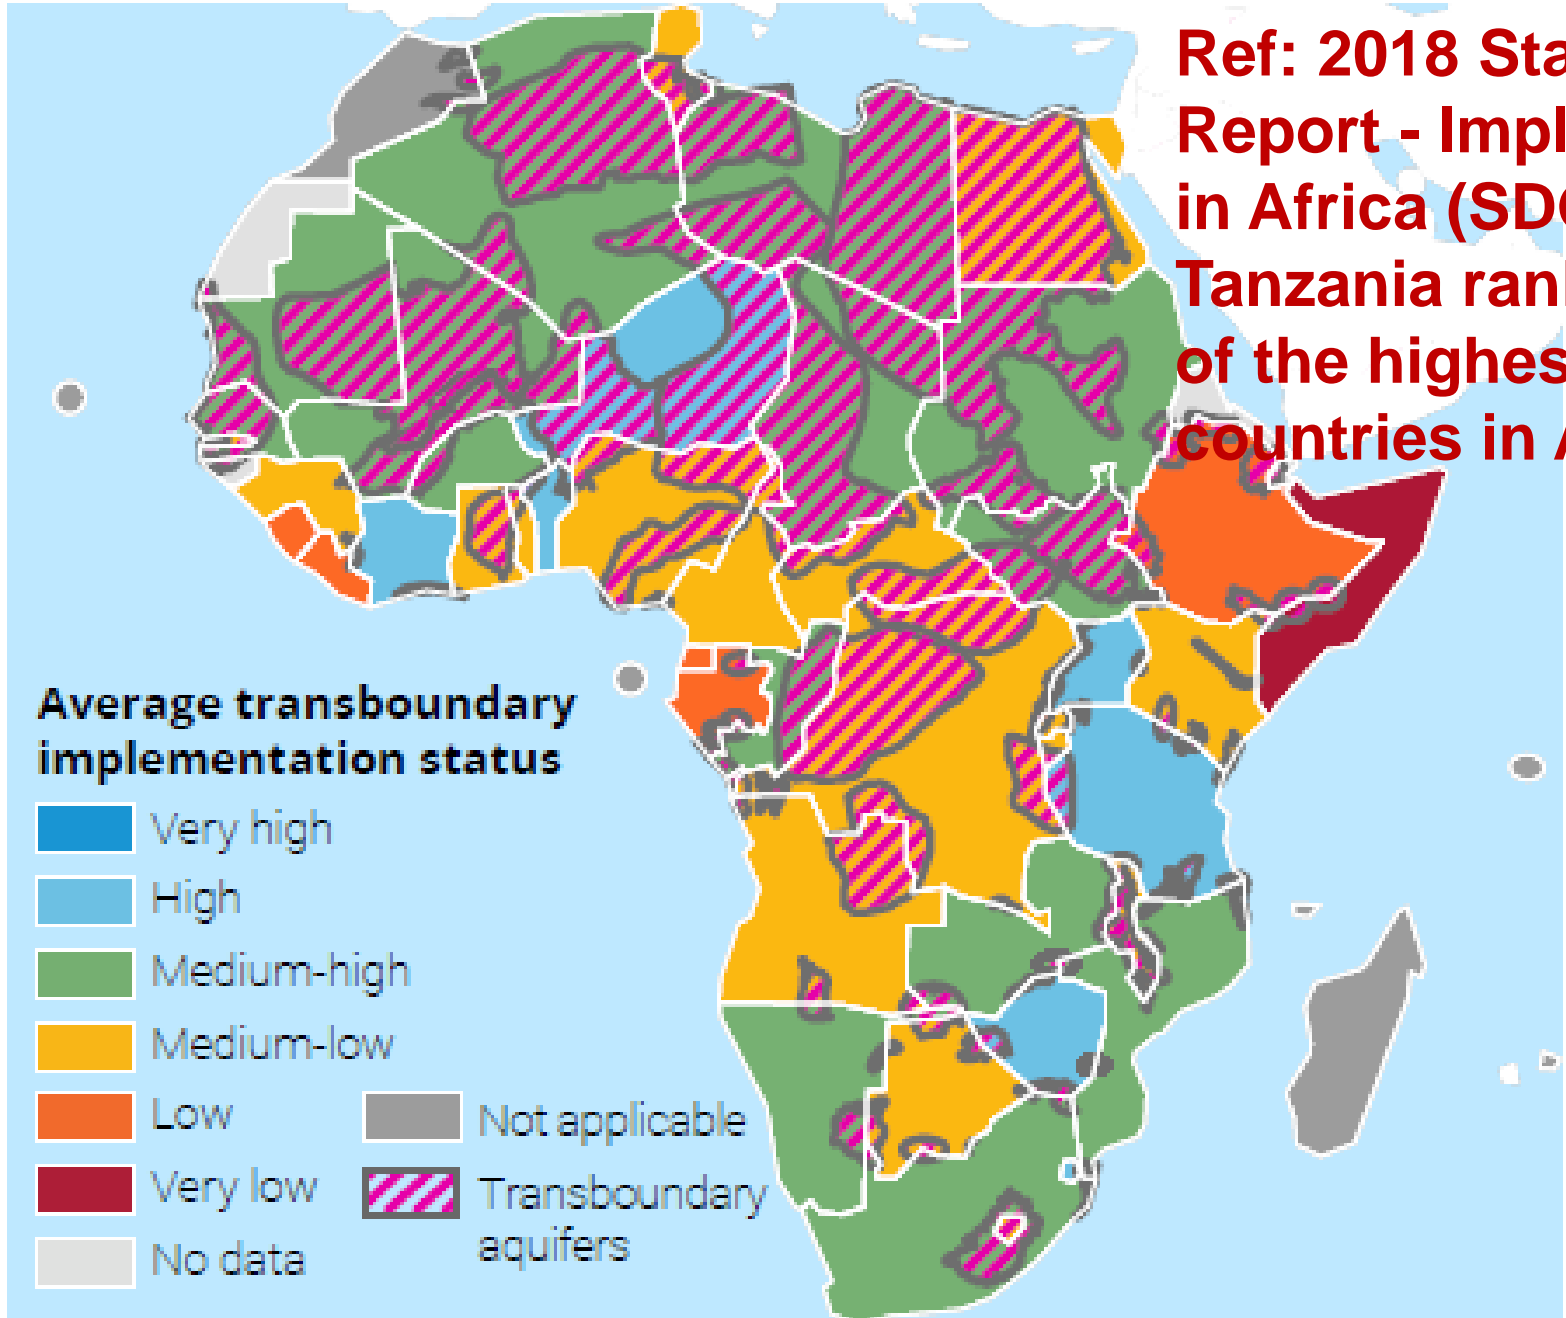 Ref: 2018 Sta
Report - Impl
in Africa (SD
Tanzania ran
of the highes
countries in
Average transboundary
implementation status
Very high
High
Medium-high
Medium-low
Low
Very low
No data
Not applicable
Transboundary
aquifers